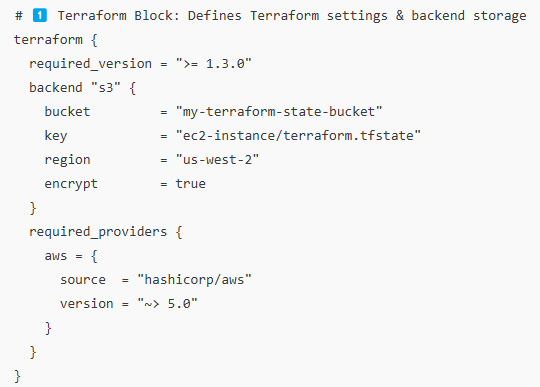 # 1️⃣ Terraform Block: Defines Terraform settings & backend storage
terraform {
  required_version = ">= 1.3.0"
  backend "s3" {
    bucket         = "my-terraform-state-bucket"
    key            = "ec2-instance/terraform.tfstate"
    region         = "us-west-2"
    encrypt        = true
  }
  required_providers {
    aws = {
      source  = "hashicorp/aws"
      version = "~> 5.0"
    }
  }
}